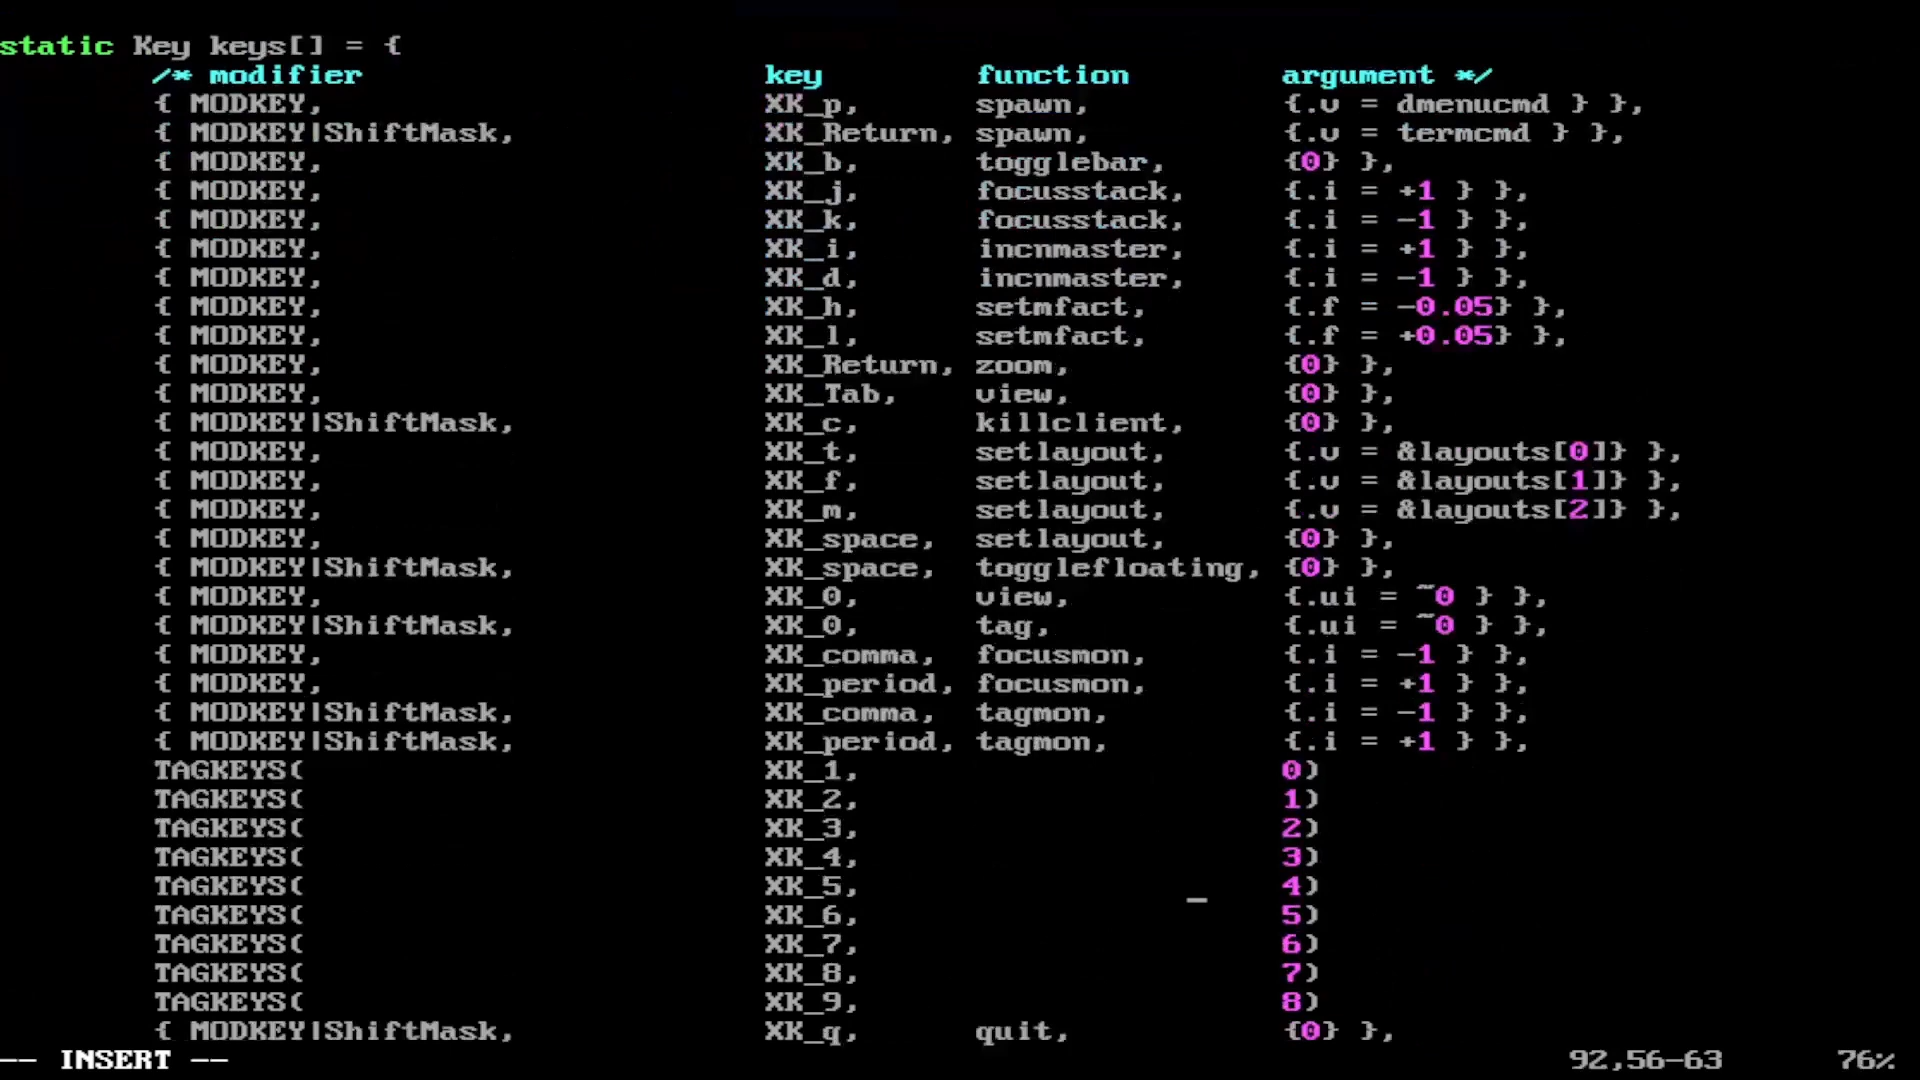 static Key keys[] = {
/* modifier key function argument */
{ MODKEY, XK_p, spawn, {.v = dmenucmd } },
{ MODKEY|ShiftMask, XK_Return, spawn, {.v = termcmd } },
{ MODKEY, XK_b, togglebar, {0} },
{ MODKEY, XK_j, focusstack, {.i = +1 } },
{ MODKEY, XK_k, focusstack, {.i = -1 } },
{ MODKEY, XK_i, incnmaster, {.i = +1 } },
{ MODKEY, XK_d, incnmaster, {.i = -1 } },
{ MODKEY, XK_h, setmfact, {.f = -0.05} },
{ MODKEY, XK_l, setmfact, {.f = +0.05} },
{ MODKEY, XK_Return, zoom, {0} },
{ MODKEY, XK_Tab, view, {0} },
{ MODKEY|ShiftMask, XK_c, killclient, {0} },
{ MODKEY, XK_t, setlayout, {.v = &layouts[0]} },
{ MODKEY, XK_f, setlayout, {.v = &layouts[1]} },
{ MODKEY, XK_m, setlayout, {.v = &layouts[2]} },
{ MODKEY, XK_space, setlayout, {0} },
{ MODKEY|ShiftMask, XK_space, togglefloating, {0} },
{ MODKEY, XK_0, view, {.ui = ~0 } },
{ MODKEY|ShiftMask, XK_0, tag, {.ui = ~0 } },
{ MODKEY, XK_comma, focusmon, {.i = -1 } },
{ MODKEY, XK_period, focusmon, {.i = +1 } },
{ MODKEY|ShiftMask, XK_comma, tagmon, {.i = -1 } },
{ MODKEY|ShiftMask, XK_period, tagmon, {.i = +1 } },
TAGKEYS( XK_1, 0)
TAGKEYS( XK_2, 1)
TAGKEYS( XK_3, 2)
TAGKEYS( XK_4, 3)
TAGKEYS( XK_5, 4)
TAGKEYS( XK_6, 5)
TAGKEYS( XK_7, 6)
TAGKEYS( XK_8, 7)
TAGKEYS( XK_9, 8)
{ MODKEY|ShiftMask, XK_q, quit, {0} },
-- INSERT -- 92,56-63 76%